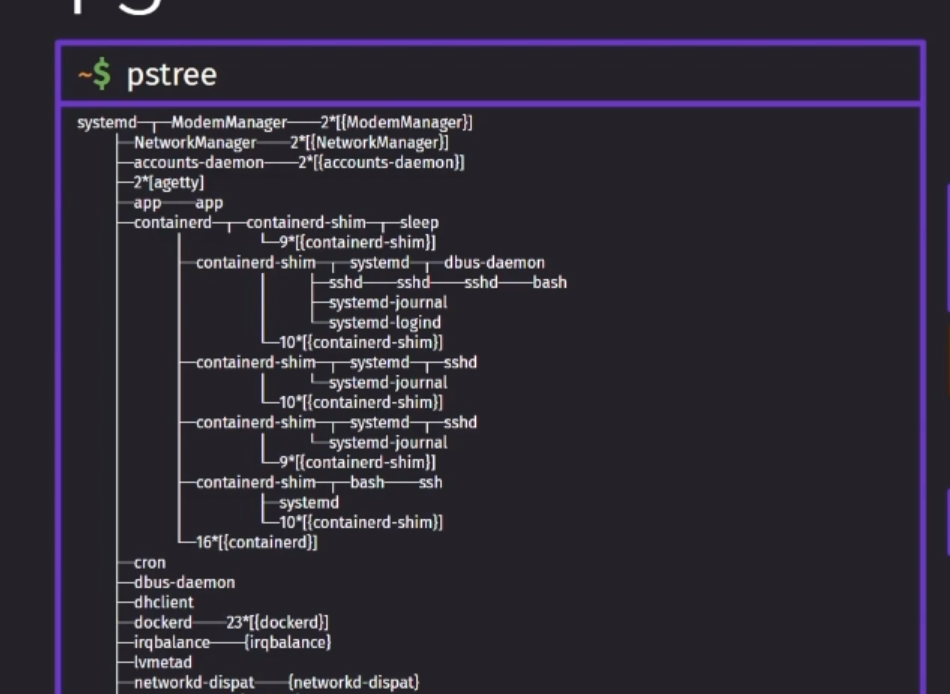 ~$ pstree
systemd─┬─ModemManager───2*[{ModemManager}]
├─NetworkManager───2*[{NetworkManager}]
├─accounts-daemon───2*[{accounts-daemon}]
├─2*[agetty]
├─app───app
├─containerd─┬─containerd-shim─┬─sleep
│ │ └─9*[{containerd-shim}]
│ ├─containerd-shim─┬─systemd─┬─dbus-daemon
│ │ │ ├─sshd───sshd───sshd───bash
│ │ │ ├─systemd-journal
│ │ │ └─systemd-logind
│ │ └─10*[{containerd-shim}]
│ ├─containerd-shim─┬─systemd─┬─sshd
│ │ │ └─systemd-journal
│ │ └─10*[{containerd-shim}]
│ ├─containerd-shim─┬─systemd─┬─sshd
│ │ │ └─systemd-journal
│ │ └─9*[{containerd-shim}]
│ ├─containerd-shim─┬─bash───ssh
│ │ ├─systemd
│ │ └─10*[{containerd-shim}]
│ └─16*[{containerd}]
├─cron
├─dbus-daemon
├─dhclient
├─dockerd───23*[{dockerd}]
├─irqbalance───{irqbalance}
├─lvmetad
├─networkd-dispat───{networkd-dispat}